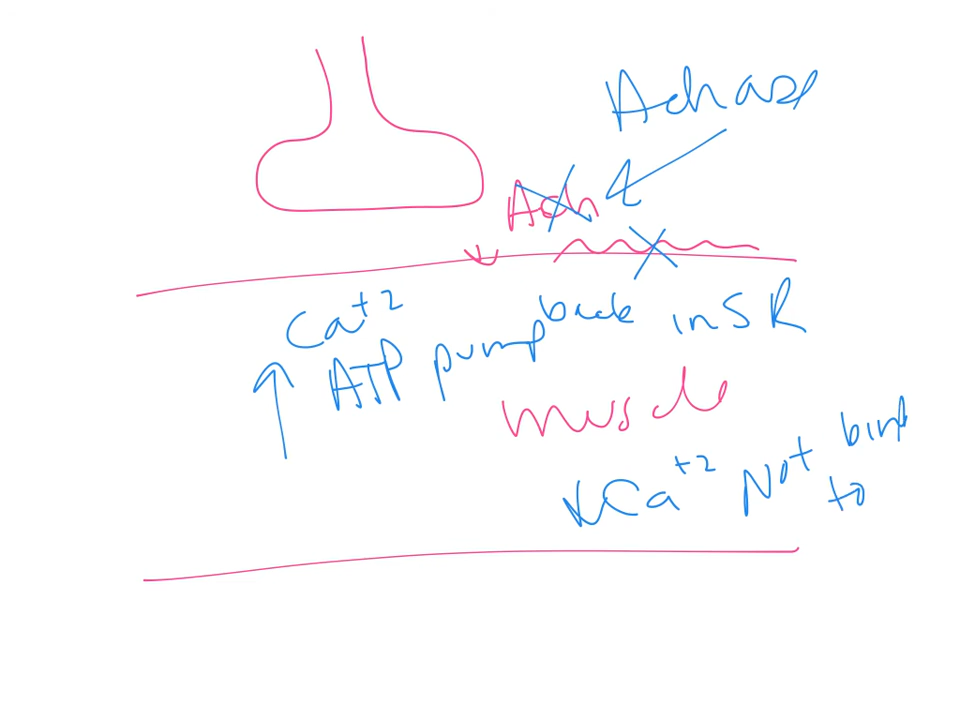 Achase
Ach
Ca+2
ATP pump back in SR
muscle
Ca+2 Not bind
to